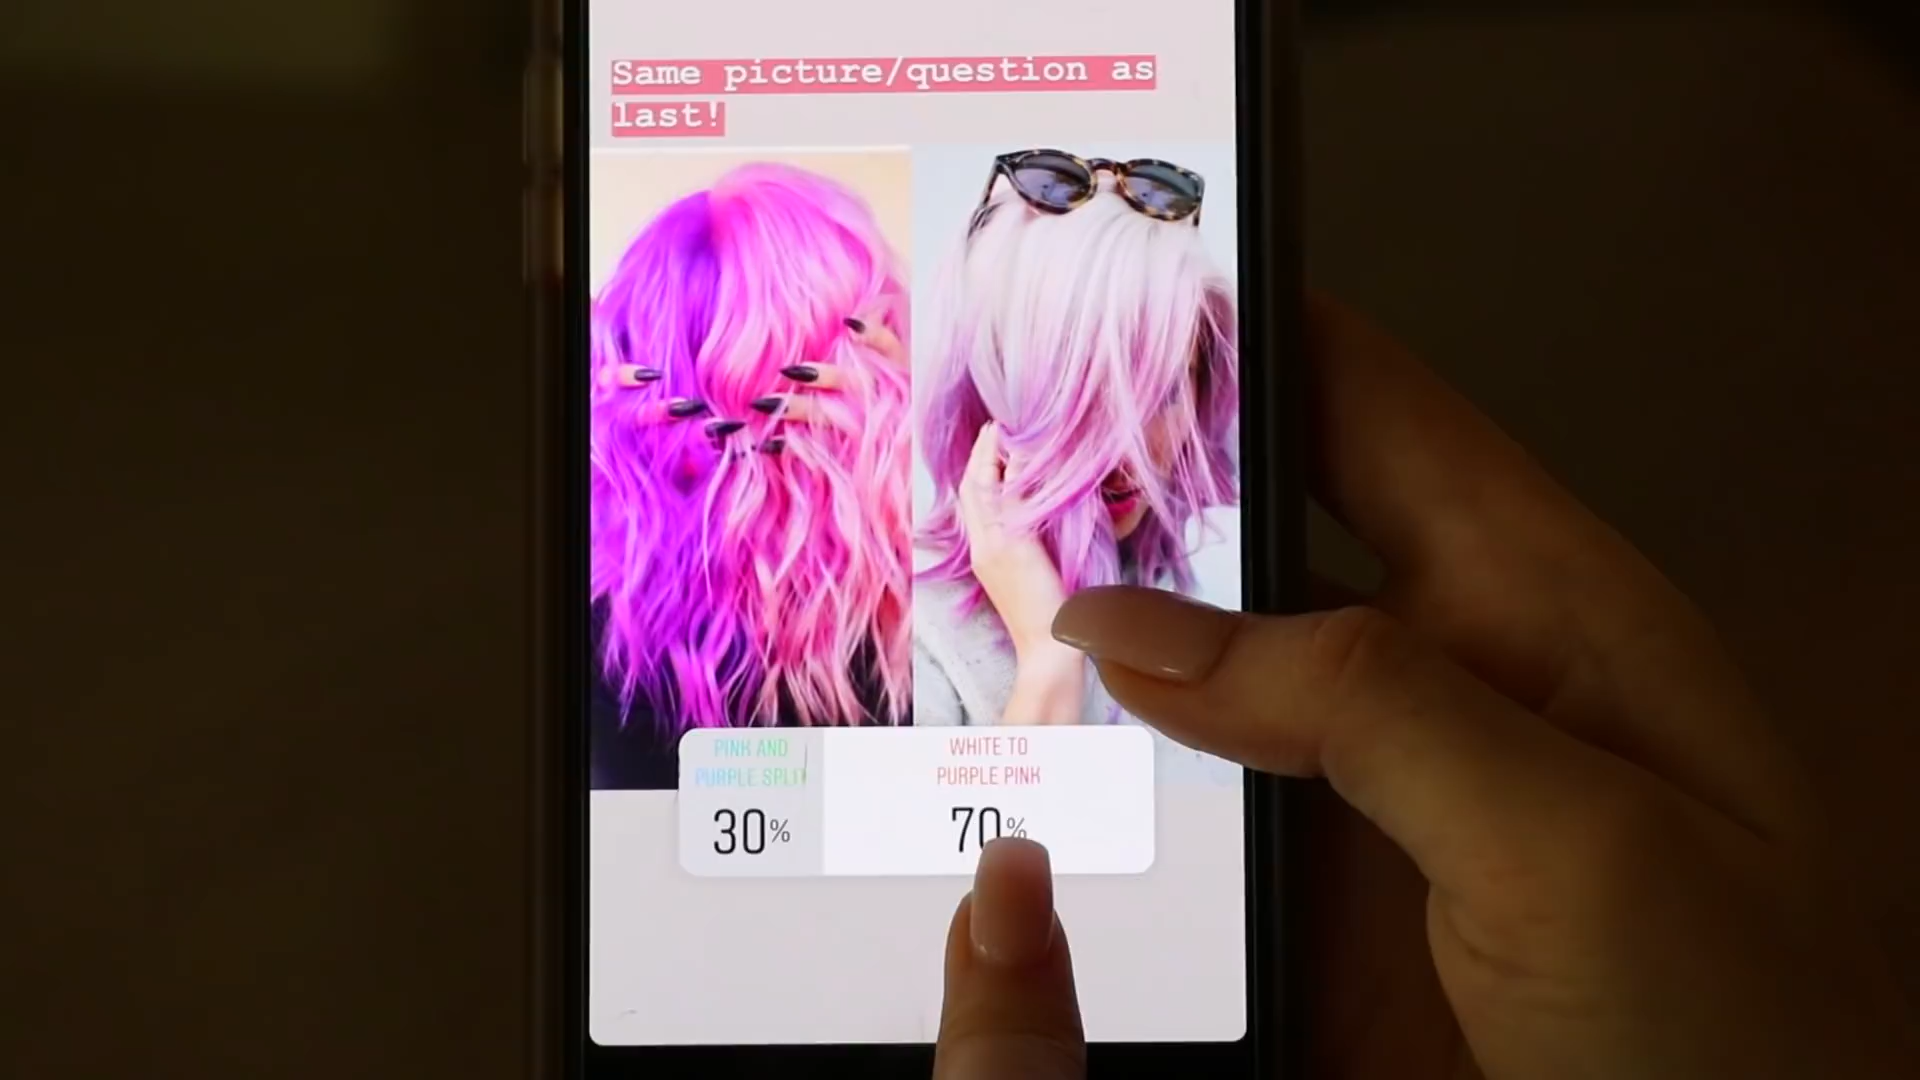 Same picture/question as
last!
PINK AND
PURPLE SPLIT
30%
WHITE TO
PURPLE PINK
70%